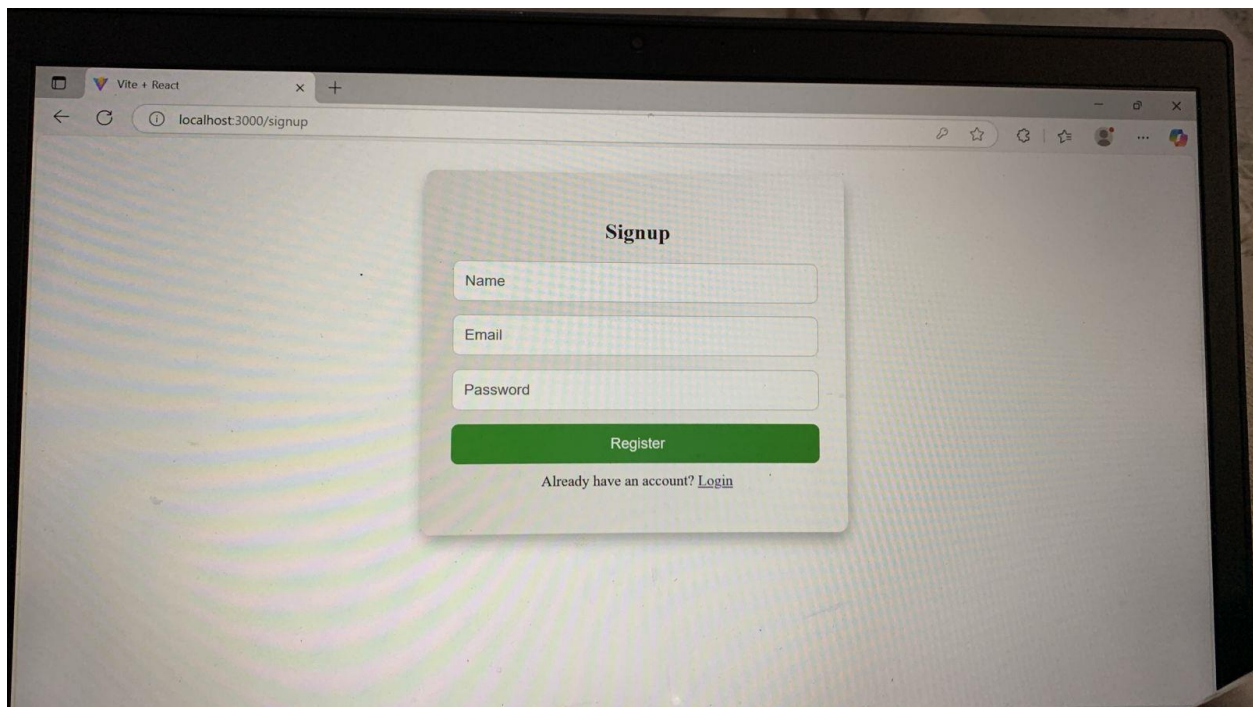 Vite + React
localhost:3000/signup
Signup
Name
Email
Password
Register
Already have an account? Login